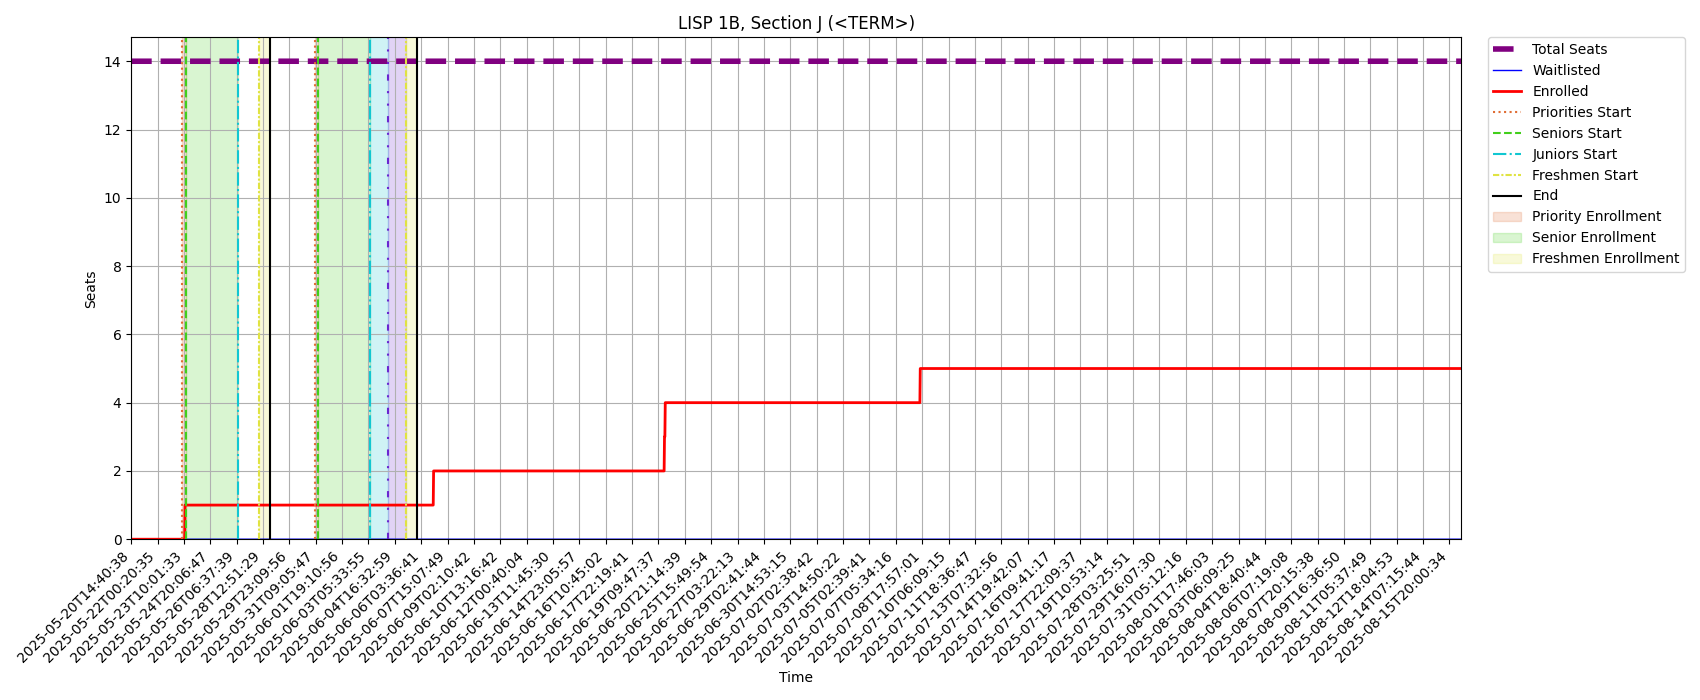 LISP 1B, Section J (<TERM>)
Seats
14
12
10
8
6
4
2
0
2025-05-20T14:40:38
2025-05-22T00:20:35
2025-05-23T10:01:33
2025-05-24T20:06:47
2025-05-26T06:37:39
2025-05-28T12:51:29
2025-05-29T23:09:56
2025-05-31T09:05:47
2025-06-01T19:10:56
2025-06-03T05:33:55
2025-06-04T16:32:59
2025-06-06T03:36:41
2025-06-07T15:07:49
2025-06-09T02:10:42
2025-06-10T13:16:42
2025-06-12T00:40:04
2025-06-13T11:45:30
2025-06-14T23:05:57
2025-06-16T10:45:02
2025-06-17T22:19:41
2025-06-19T09:47:37
2025-06-20T21:14:39
2025-06-25T15:49:54
2025-06-27T03:22:13
2025-06-29T02:41:44
2025-06-30T14:53:15
2025-07-02T02:38:42
2025-07-03T14:50:22
2025-07-05T02:39:41
2025-07-07T05:34:16
2025-07-08T17:57:01
2025-07-10T06:09:15
2025-07-11T18:36:47
2025-07-13T07:32:56
2025-07-14T19:42:07
2025-07-16T09:41:17
2025-07-17T22:09:37
2025-07-19T10:53:14
2025-07-28T03:25:51
2025-07-29T16:07:30
2025-07-31T05:12:16
2025-08-01T17:46:03
2025-08-03T06:09:25
2025-08-04T18:40:44
2025-08-06T07:19:08
2025-08-07T20:15:38
2025-08-09T16:36:50
2025-08-11T05:37:49
2025-08-12T18:04:53
2025-08-14T07:15:44
2025-08-15T20:00:34
Time
Total Seats
Waitlisted
Enrolled
Priorities Start
Seniors Start
Juniors Start
Freshmen Start
End
Priority Enrollment
Senior Enrollment
Freshmen Enrollment